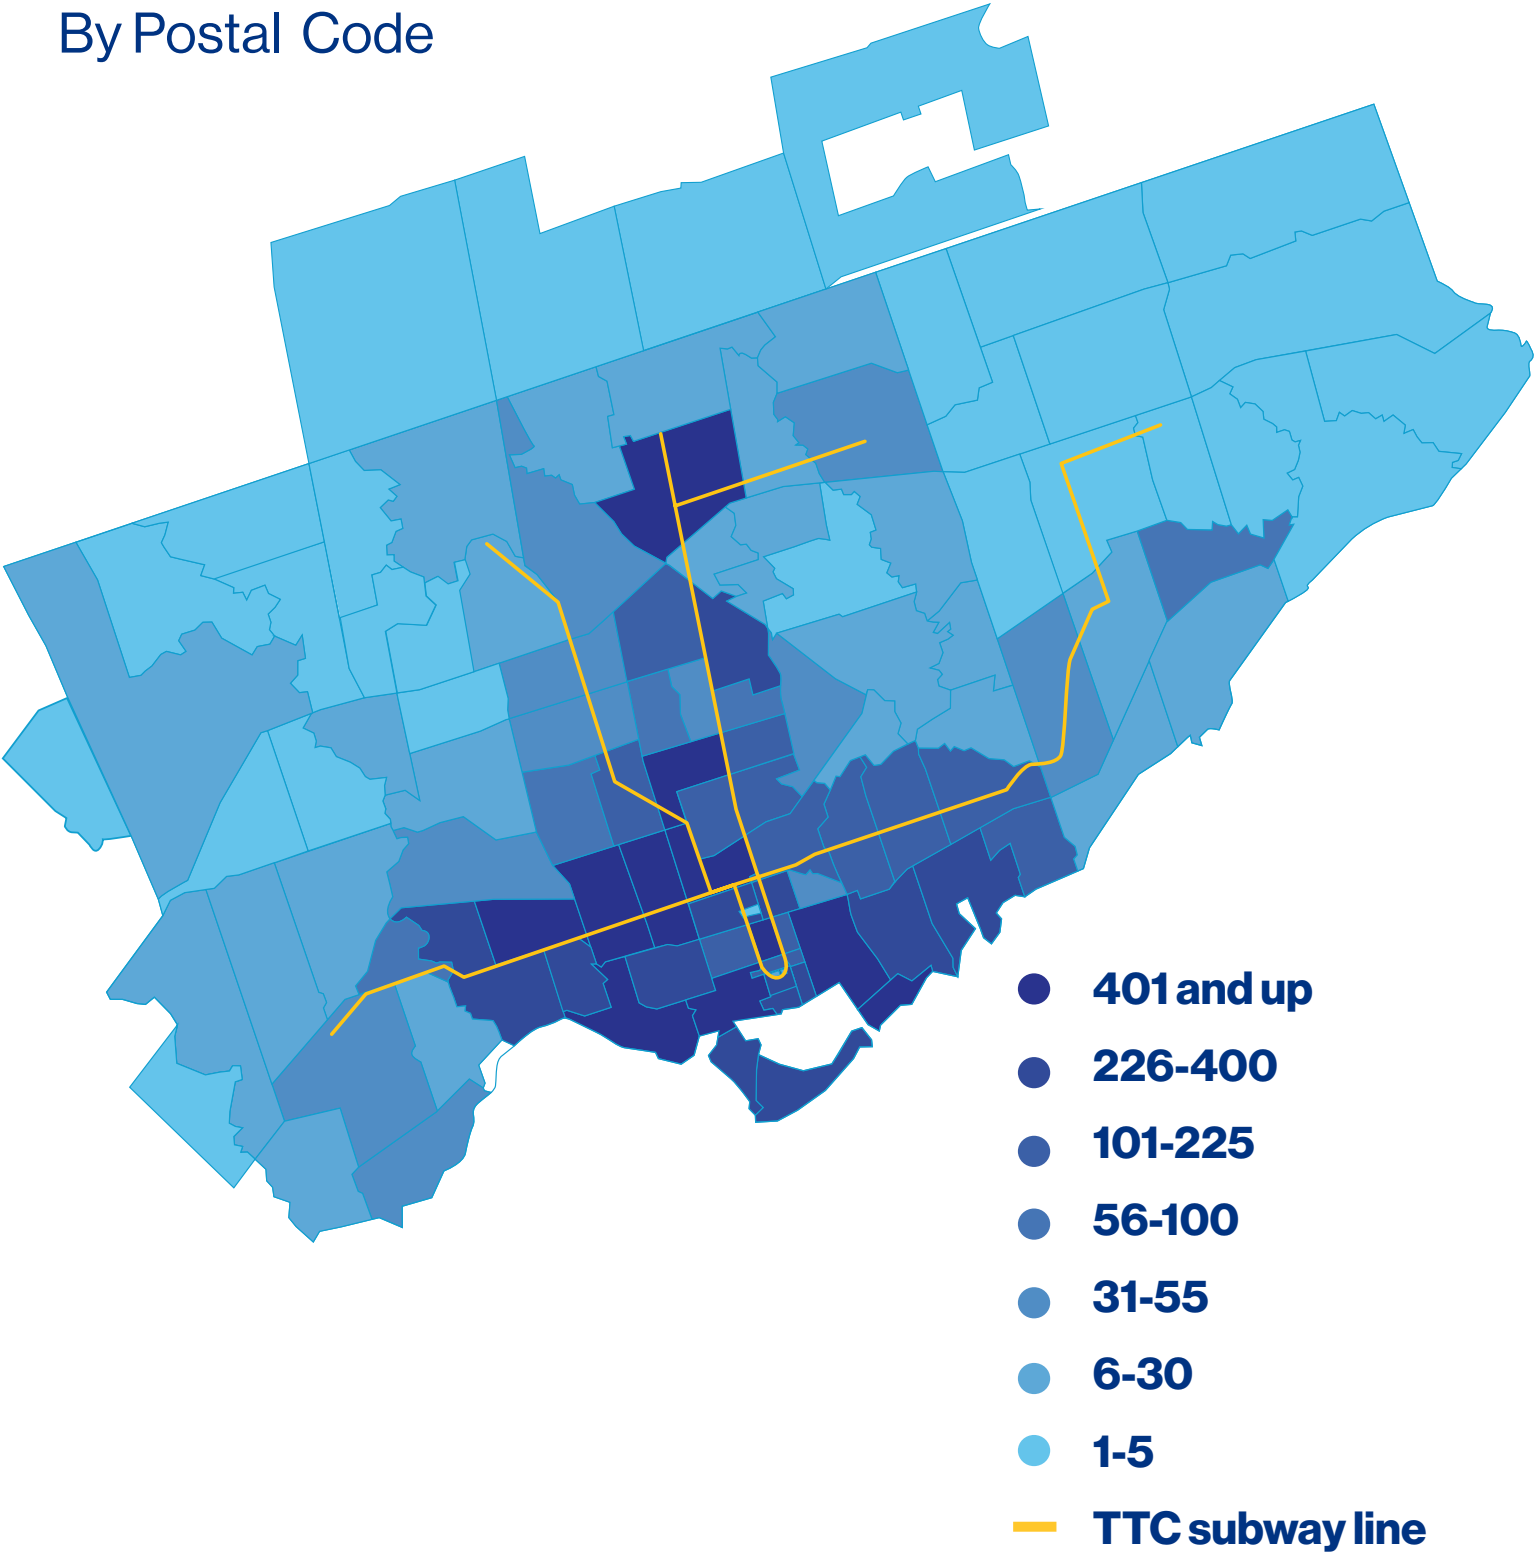 By Postal Code
401 and up
226-400
101-225
56-100
31-55
6-30
1-5
TTC subway line